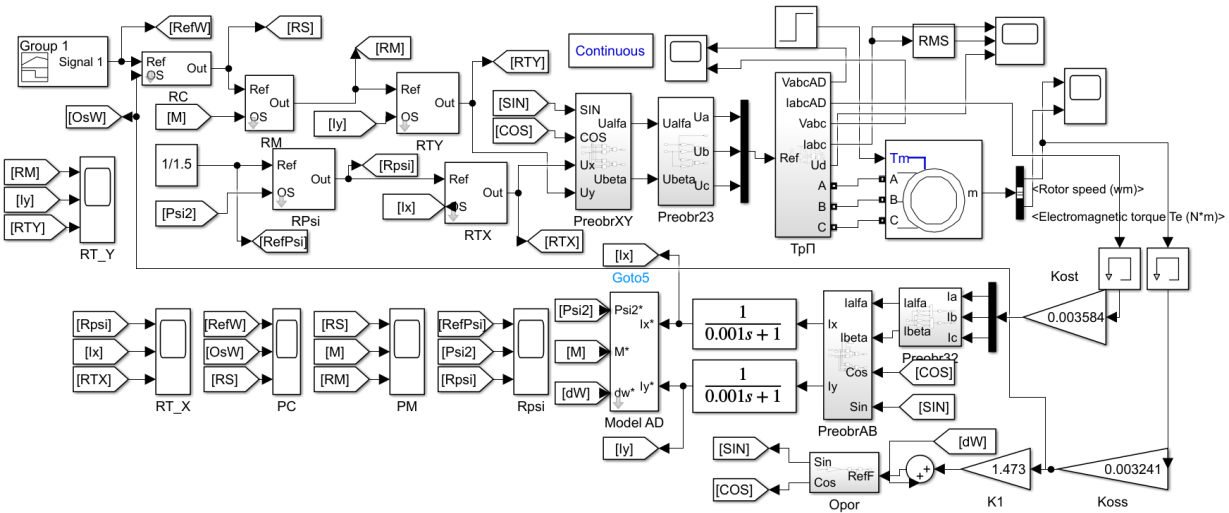 Group 1
Signal 1
[RefW]
[RS]
Ref
OS
Out
RC
[OsW]
[M]
Ref
OS
Out
RM
[RM]
[Iy]
Ref
OS
Out
RTY
[RTY]
Continuous
[SIN]
[COS]
SIN
COS
Ux
Uy
Ualfa
Ubeta
PreobrXY
Ualfa
Ubeta
Ua
Ub
Uc
Preobr23
Ref
VabcAD
IabcAD
Vabc
Iabc
Ud
A
B
C
ТрП
RMS
Tm
A
B
C
m
<Rotor speed (wm)>
<Electromagnetic torque Te (N*m)>
1/1.5
[Psi2]
Ref
OS
Out
RPsi
[Rpsi]
[RefPsi]
[Ix]
Ref
OS
Out
RTX
[RTX]
[RM]
[Iy]
[RTY]
RT_Y
[Ix]
Goto5
[Rpsi]
[Ix]
[RTX]
RT_X
[RefW]
[OsW]
[RS]
PC
[RS]
[M]
[RM]
PM
[RefPsi]
[Psi2]
[Rpsi]
Rpsi
[Psi2]
[M]
[dW]
Psi2*
M*
dw*
Ix*
Iy*
Model AD
[Iy]
1
0.001s + 1
1
0.001s + 1
Ix
Iy
Ialfa
Ibeta
Cos
Sin
PreobrAB
Ialfa
Ibeta
Ia
Ib
Ic
Preobr32
[COS]
[SIN]
Kost
0.003584
[SIN]
[COS]
Sin
Cos
RefF
Opor
[dW]
+
+
1.473
K1
0.003241
Koss